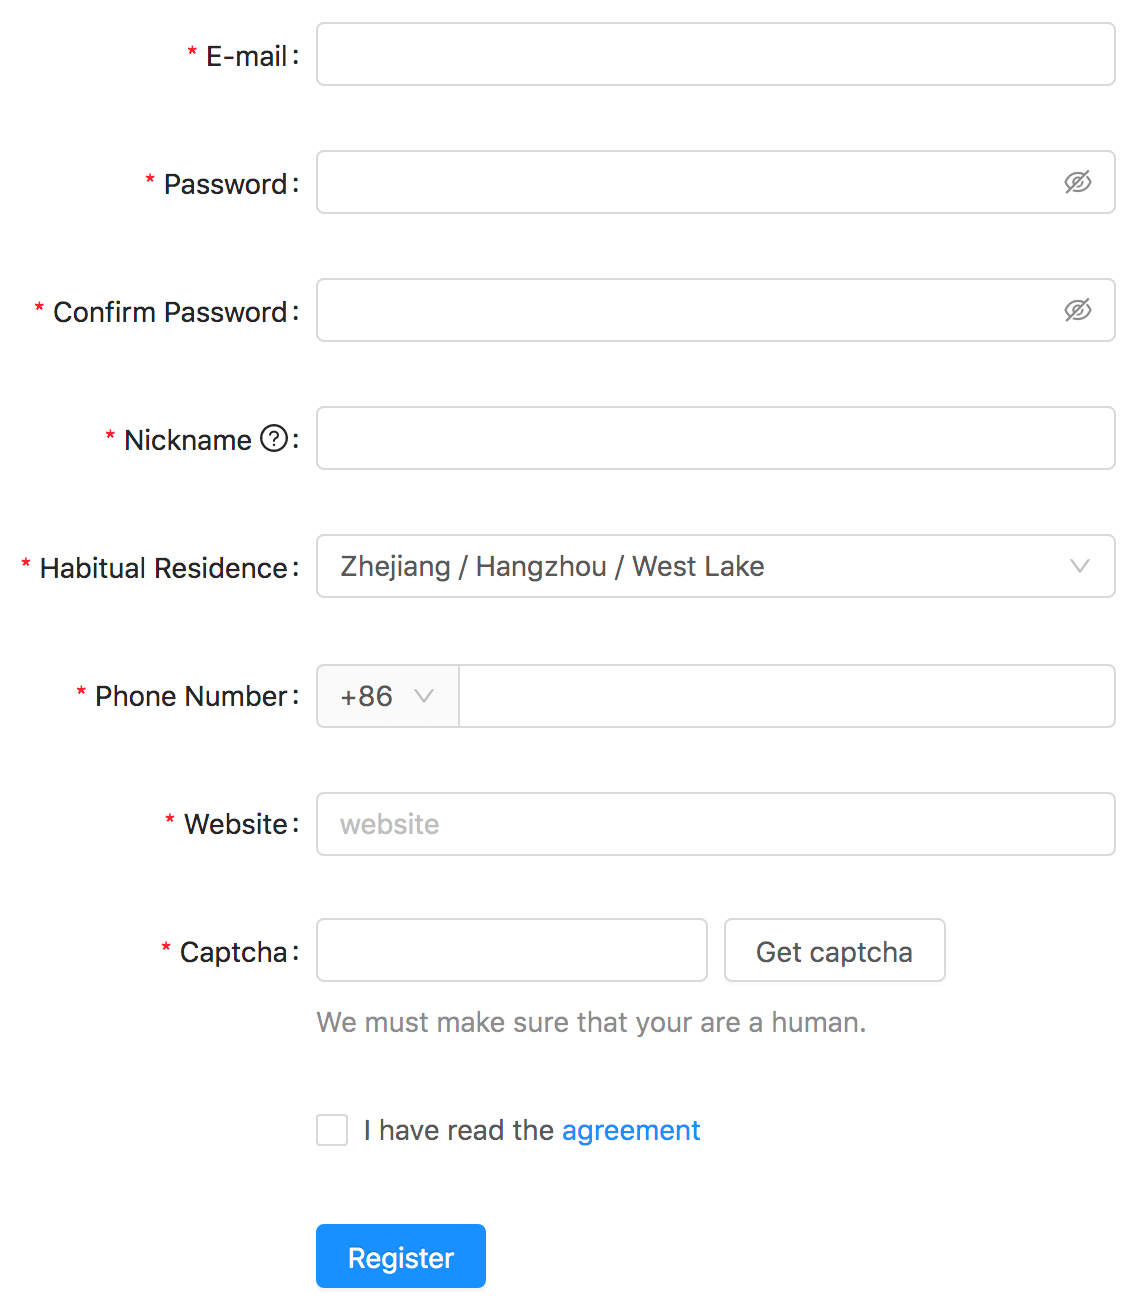 * E-mail:
* Password:
* Confirm Password:
* Nickname ?:
* Habitual Residence: Zhejiang / Hangzhou / West Lake
* Phone Number: +86
* Website: website
* Captcha: Get captcha
We must make sure that your are a human.
I have read the agreement
Register